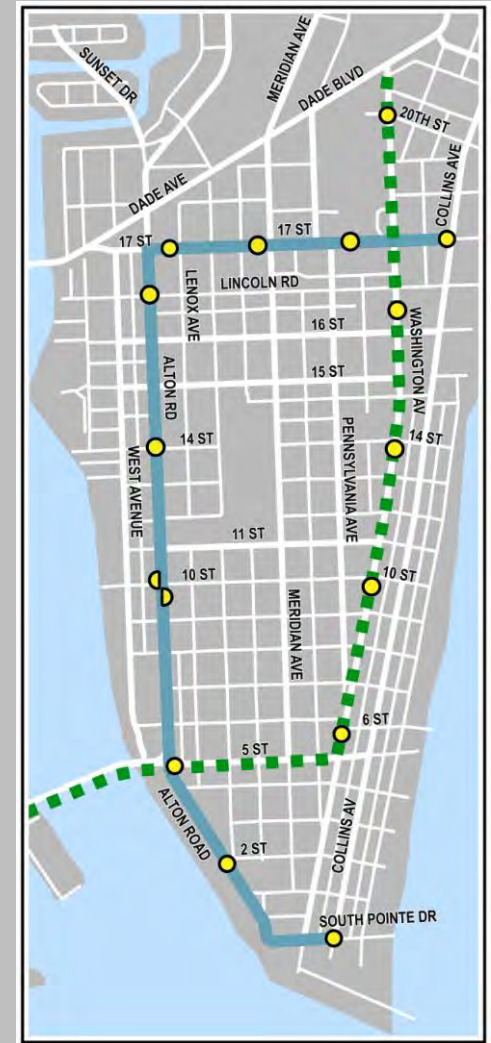 SUNSET DR
MERIDIAN AVE
DADE BLVD
20TH ST
DADE AVE
COLLINS AVE
17 ST
17 ST
LINCOLN RD
LENOX AVE
16 ST
WASHINGTON AV
15 ST
ALTON RD
14 ST
PENNSYLVANIA AVE
14 ST
WEST AVENUE
11 ST
10 ST
10 ST
MERIDIAN AVE
6 ST
5 ST
ALTON ROAD
2 ST
COLLINS AV
SOUTH POINTE DR